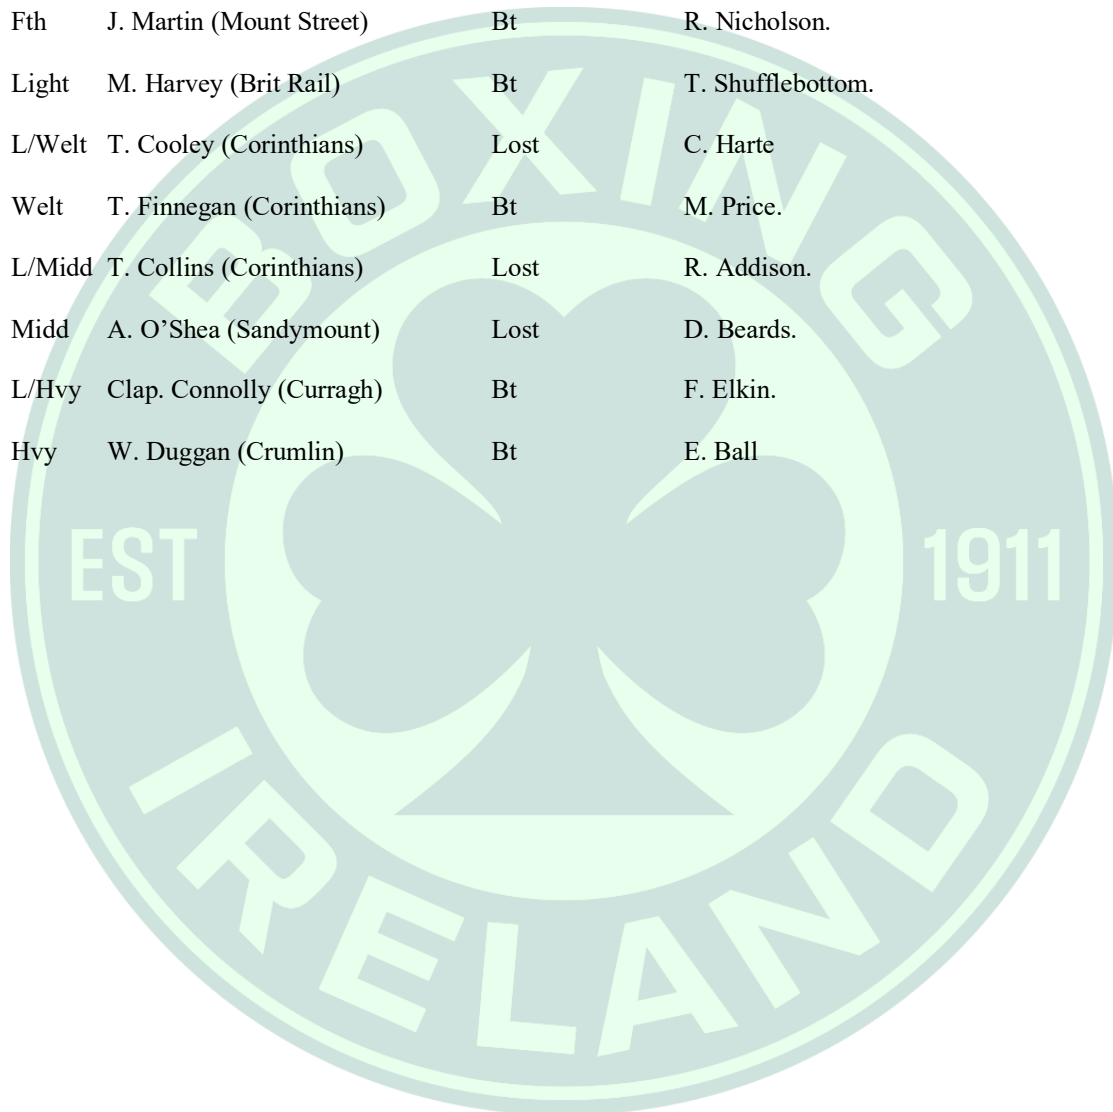 Fth J. Martin (Mount Street) Bt R. Nicholson.
Light M. Harvey (Brit Rail) Bt T. Shufflebottom.
L/Welt T. Cooley (Corinthians) Lost C. Harte
Welt T. Finnegan (Corinthians) Bt M. Price.
L/Midd T. Collins (Corinthians) Lost R. Addison.
Midd A. O’Shea (Sandymount) Lost D. Beards.
L/Hvy Clap. Connolly (Curragh) Bt F. Elkin.
Hvy W. Duggan (Crumlin) Bt E. Ball
BOXING
EST 1911
IRELAND